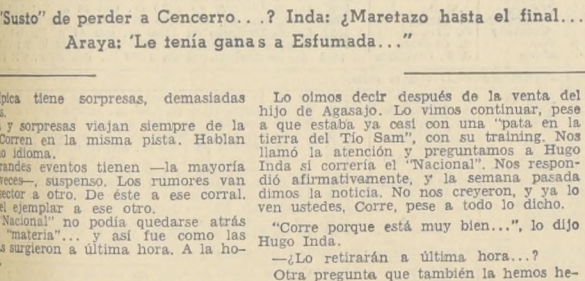 "Susto" de perder a Cencerro...? Inda: ¿Maretazo hasta el final...
Araya: 'Le tenía ganas a Esfumada..."
tiene sorpresas, demasiadas
y sorpresas viajan siempre de la
Corren en la misma pista. Hablan
idioma.
eventos tienen —la mayoría
veces—, suspenso. Los rumores van
sector a otro. De éste a ese corral.
ejemplar a ese otro.
Nacional" no podía quedarse atrás
"materia"... y así fue como las
surgieron a última hora. A la ho-
Lo oímos decir después de la venta del
hijo de Agasajo. Lo vimos continuar, pese
a que estaba ya casi con una "pata en la
tierra del Tío Sam", con su training. Nos
llamó la atención y preguntamos a Hugo
Inda si correría el "Nacional". Nos respon-
dió afirmativamente, y la semana pasada
dimos la noticia. No nos creyeron, y ya lo
ven ustedes, Corre, pese a todo lo dicho.
"Corre porque está muy bien...", lo dijo
Hugo Inda.
—¿Lo retirarán a última hora...?
Otra pregunta que también la hemos he-